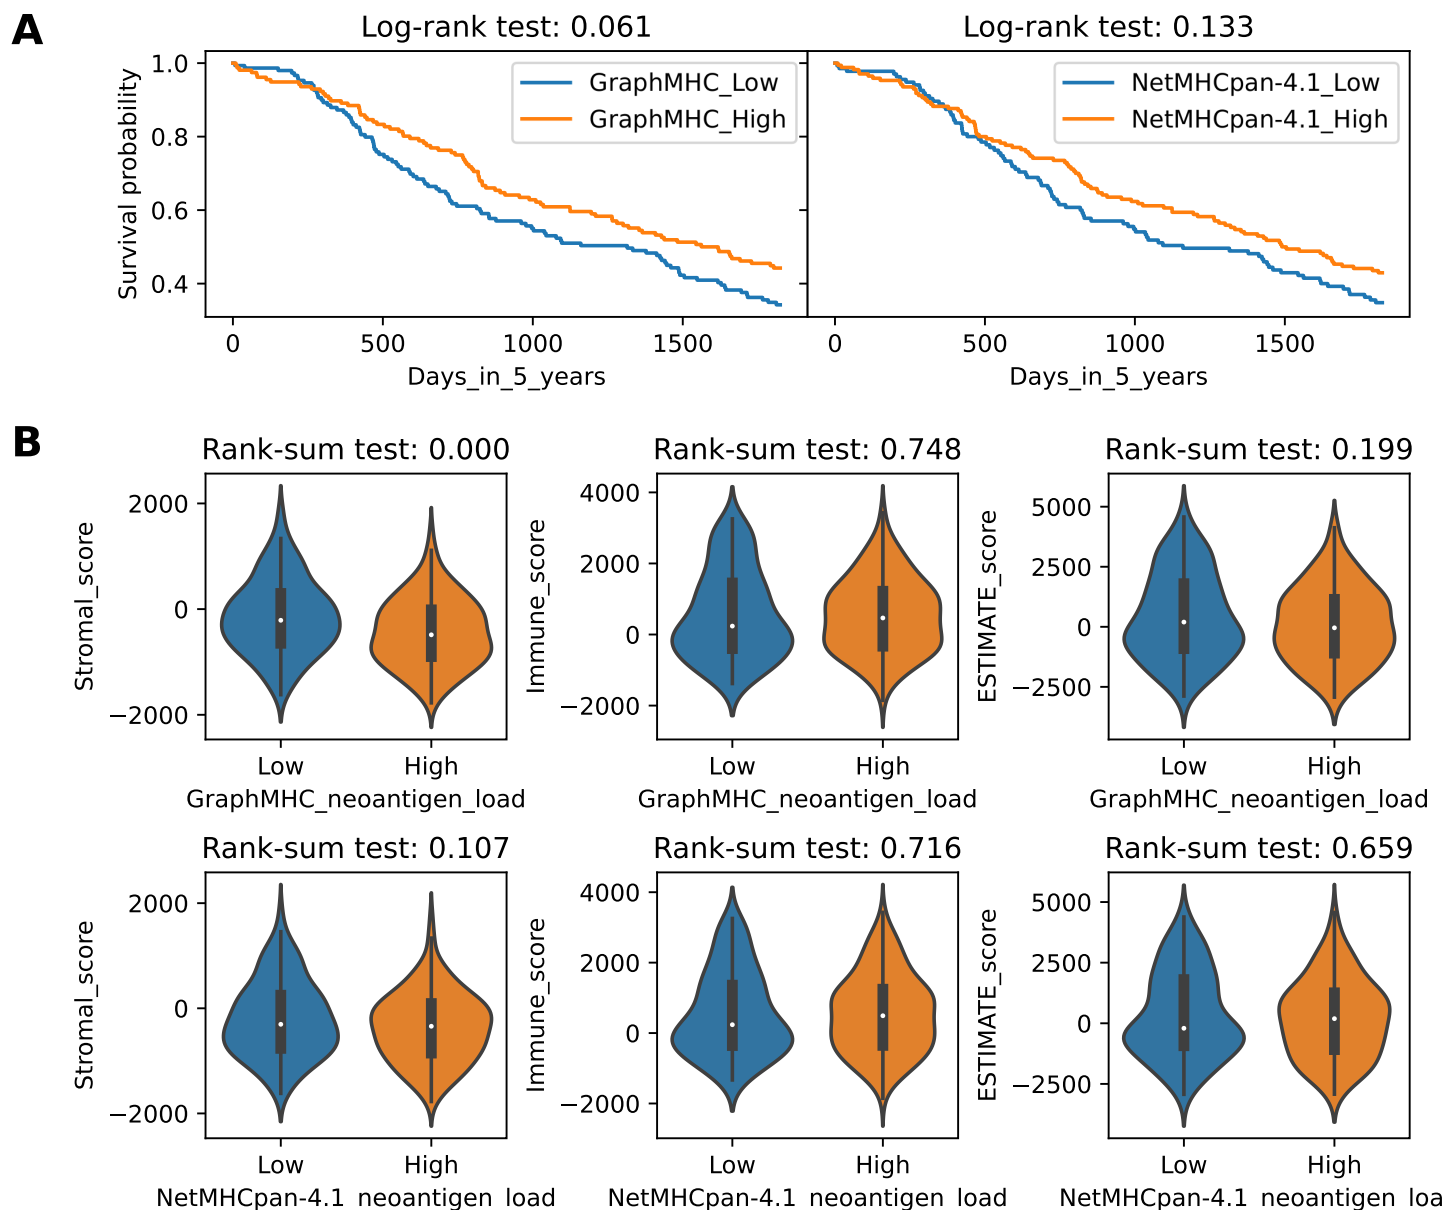 A
Log-rank test: 0.061
Log-rank test: 0.133
Survival probability
1.0
0.8
0.6
0.4
GraphMHC_Low
GraphMHC_High
NetMHCpan-4.1_Low
NetMHCpan-4.1_High
0 500 1000 1500
0 500 1000 1500
Days_in_5_years
Days_in_5_years
B
Rank-sum test: 0.000
Rank-sum test: 0.748
Rank-sum test: 0.199
Stromal_score
2000
0
−2000
Low High
GraphMHC_neoantigen_load
Immune_score
4000
2000
0
−2000
Low High
GraphMHC_neoantigen_load
ESTIMATE_score
5000
2500
0
−2500
Low High
GraphMHC_neoantigen_load
Rank-sum test: 0.107
Rank-sum test: 0.716
Rank-sum test: 0.659
Stromal_score
2000
0
−2000
Low High
NetMHCpan-4.1_neoantigen_load
Immune_score
4000
2000
0
−2000
Low High
NetMHCpan-4.1_neoantigen_load
ESTIMATE_score
5000
2500
0
−2500
Low High
NetMHCpan-4.1_neoantigen_loa